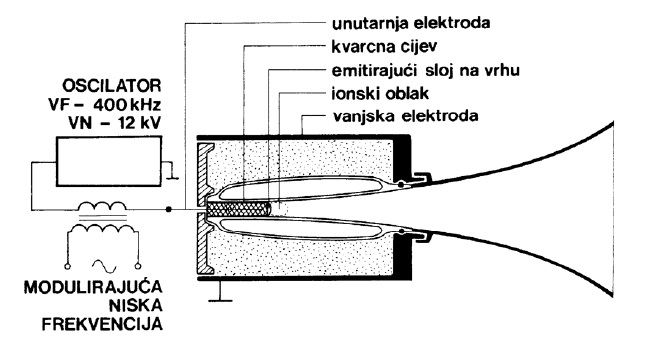 unutarnja elektroda
kvarcna cijev
emitirajući sloj na vrhu
ionski oblak
vanjska elektroda
OSCILATOR
VF – 400 kHz
VN – 12 kV
MODULIRAJUĆA
NISKA
FREKVENCIJA